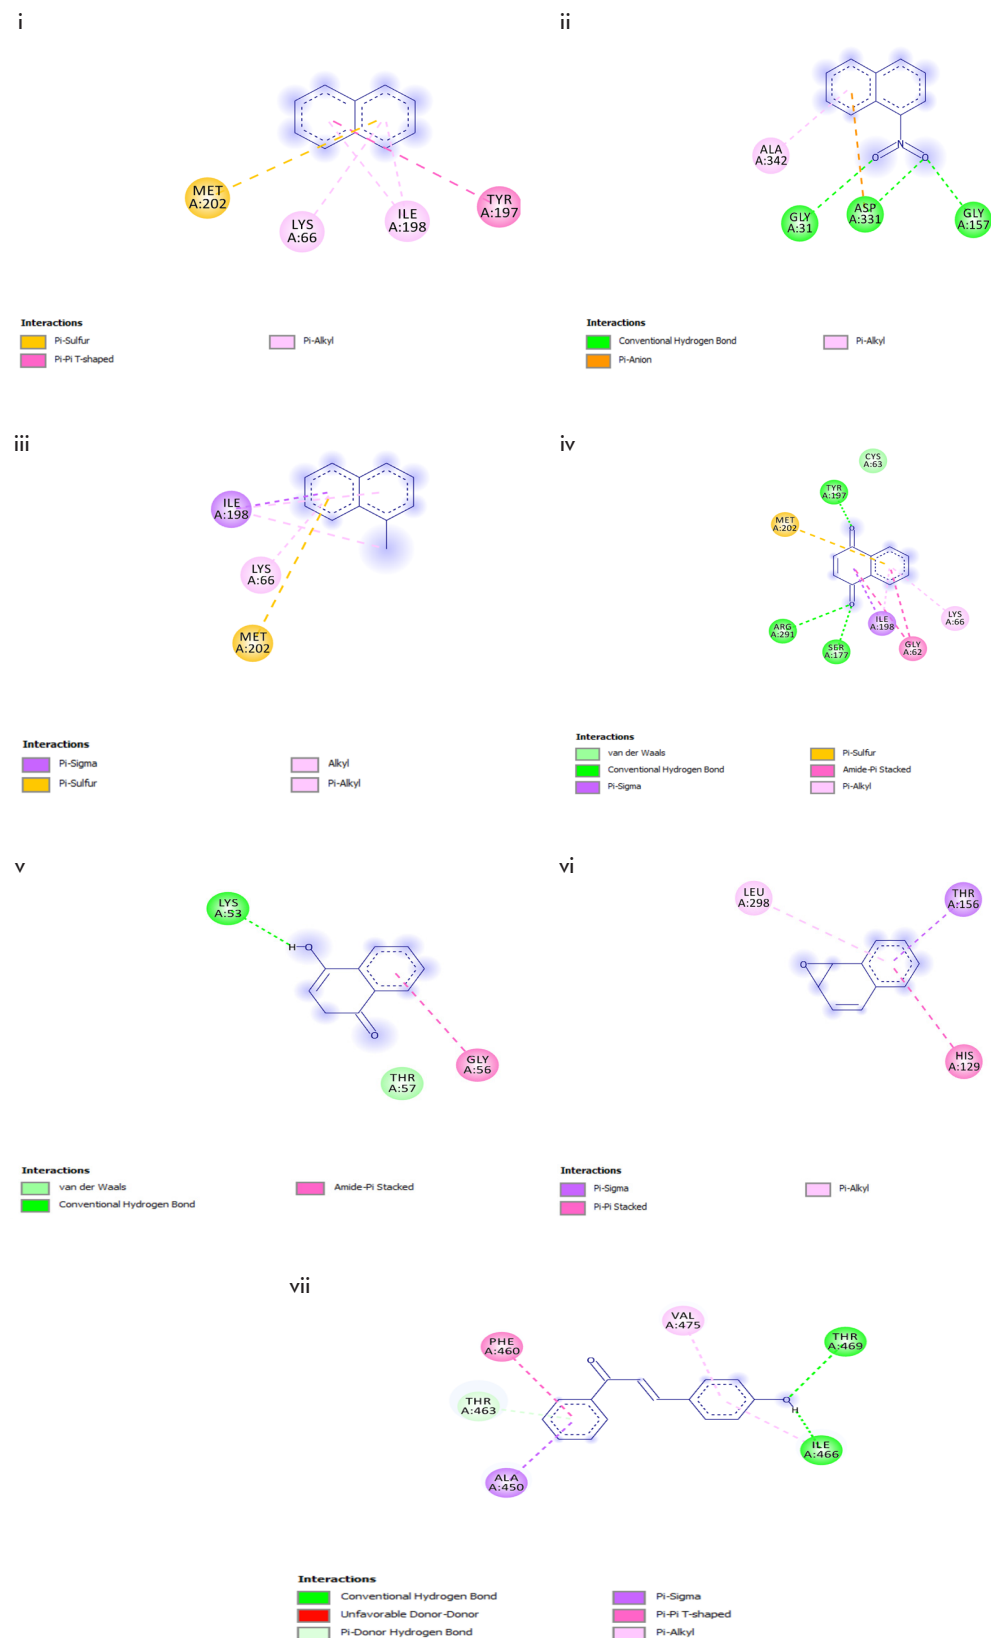 i
MET
A:202
LYS
A:66
ILE
A:198
TYR
A:197
Interactions
Pi-Sulfur
Pi-Pi T-shaped
Pi-Alkyl
ii
N
O
O
ALA
A:342
GLY
A:31
ASP
A:331
GLY
A:157
Interactions
Conventional Hydrogen Bond
Pi-Anion
Pi-Alkyl
iii
ILE
A:198
LYS
A:66
MET
A:202
Interactions
Pi-Sigma
Pi-Sulfur
Alkyl
Pi-Alkyl
iv
CYS
A:63
TYR
A:197
MET
A:202
O
O
ARG
A:291
SER
A:177
ILE
A:198
GLY
A:62
LYS
A:66
Interactions
van der Waals
Conventional Hydrogen Bond
Pi-Sigma
Pi-Sulfur
Amide-Pi Stacked
Pi-Alkyl
v
LYS
A:53
H O
O
THR
A:57
GLY
A:56
Interactions
van der Waals
Conventional Hydrogen Bond
Amide-Pi Stacked
vi
LEU
A:298
THR
A:156
O
HIS
A:129
Interactions
Pi-Sigma
Pi-Pi Stacked
Pi-Alkyl
vii
PHE
A:460
VAL
A:475
THR
A:469
O
THR
A:463
O
H
ILE
A:466
ALA
A:450
Interactions
Conventional Hydrogen Bond
Unfavorable Donor-Donor
Pi-Donor Hydrogen Bond
Pi-Sigma
Pi-Pi T-shaped
Pi-Alkyl